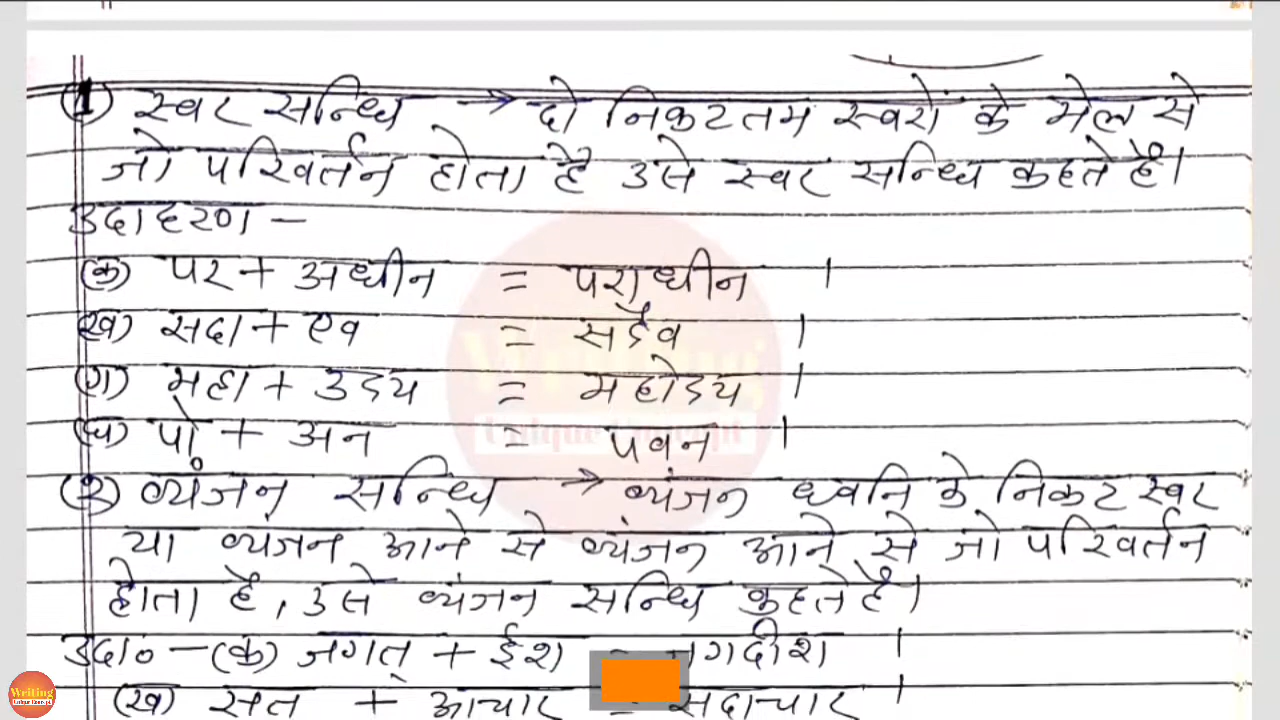 ① स्वर सन्धि → दो निकटतम स्वरों के मेल से
जो परिवर्तन होता है उसे स्वर सन्धि कहते है।
उदाहरण –
(क) पर + अधीन = पराधीन ।
(ख) सदा + एव = सदैव ।
(ग) महा + उदय = महोदय ।
(घ) पो + अन = पवन ।
(२) व्यंजन सन्धि → व्यंजन ध्वनि के निकट स्वर
या व्यंजन आने से व्यंजन आने से जो परिवर्तन
होता है, उसे व्यंजन सन्धि कहते है।
उदा० – (क) जगत् + ईश = जगदीश ।
(ख) सत + आचार = सदाचार ।
Writing